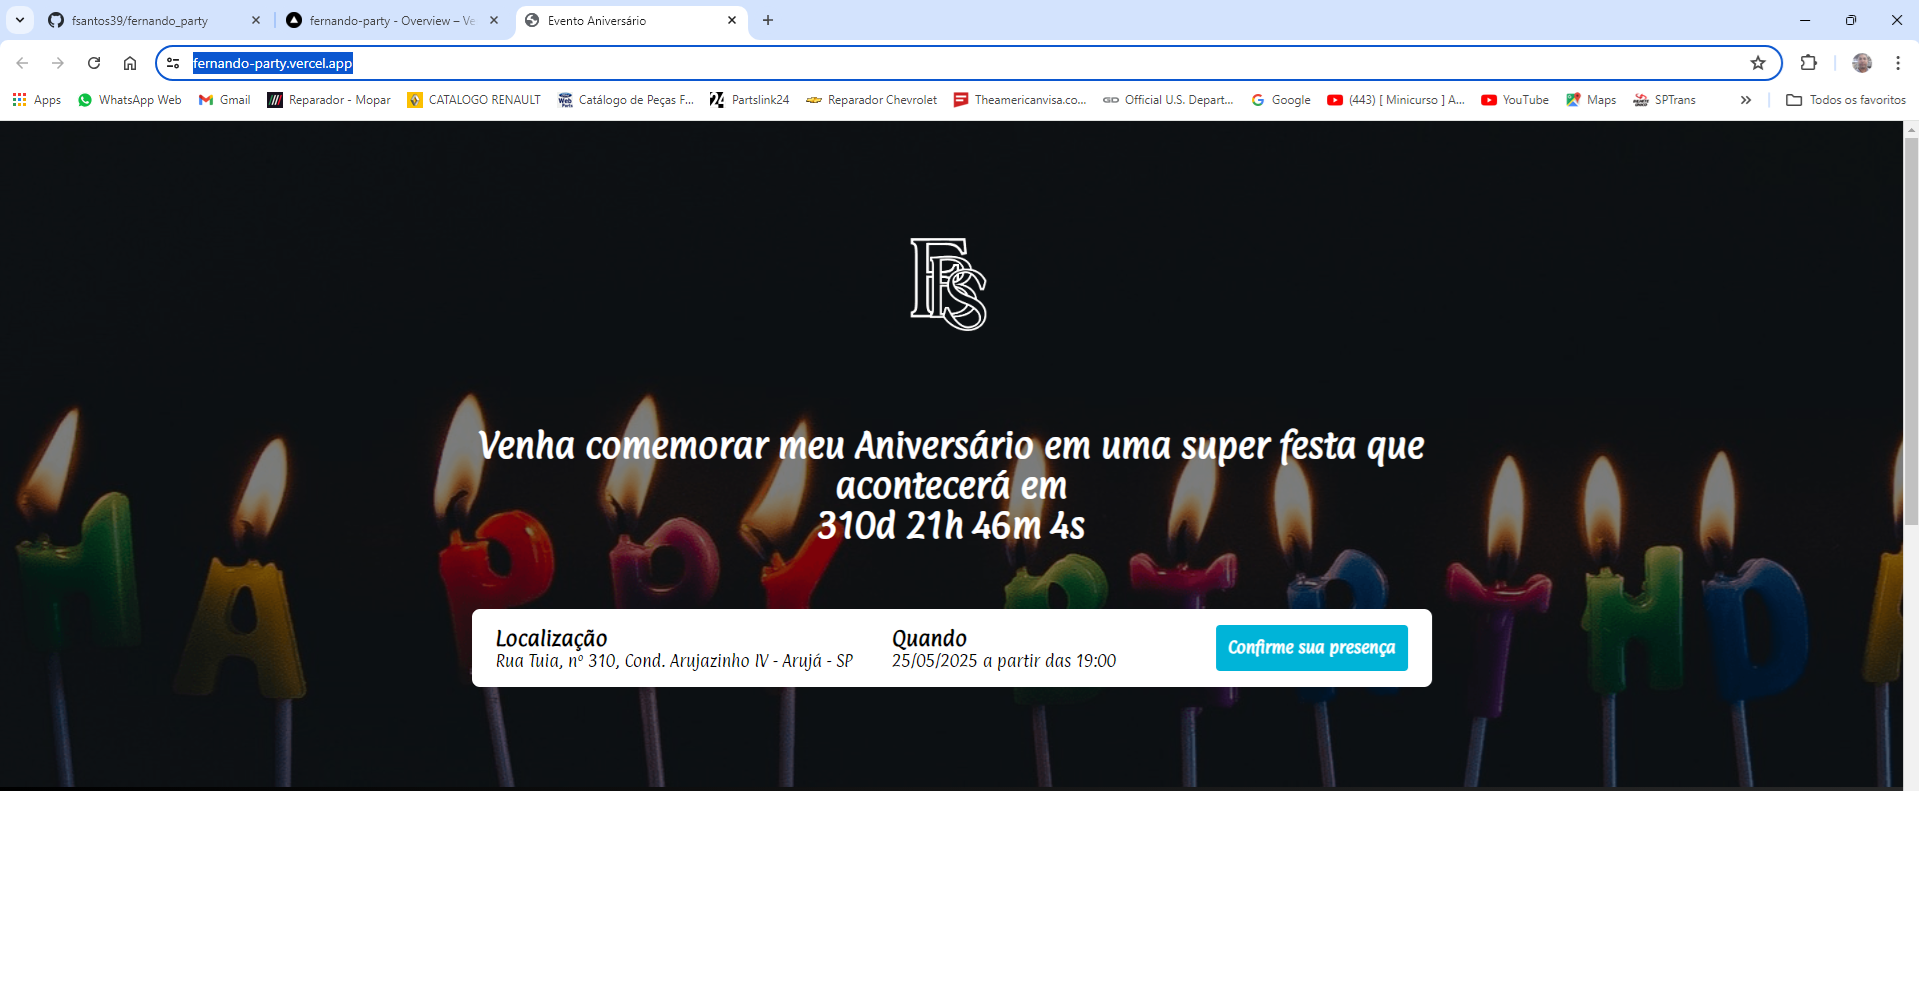 fsantos39/fernando_party
fernando-party - Overview – Ve
Evento Aniversário
fernando-party.vercel.app
Apps
WhatsApp Web
Gmail
Reparador - Mopar
CATALOGO RENAULT
Catálogo de Peças F...
Partslink24
Reparador Chevrolet
Theamericanvisa.co...
Official U.S. Depart...
Google
(443) [ Minicurso ] A...
YouTube
Maps
SPTrans
Todos os favoritos
FBS
Venha comemorar meu Aniversário em uma super festa que
acontecerá em
310d 21h 46m 4s
HAPPY BIRTHDA
Localização
Rua Tuia, nº 310, Cond. Arujazinho IV - Arujá - SP
Quando
25/05/2025 a partir das 19:00
Confirme sua presença